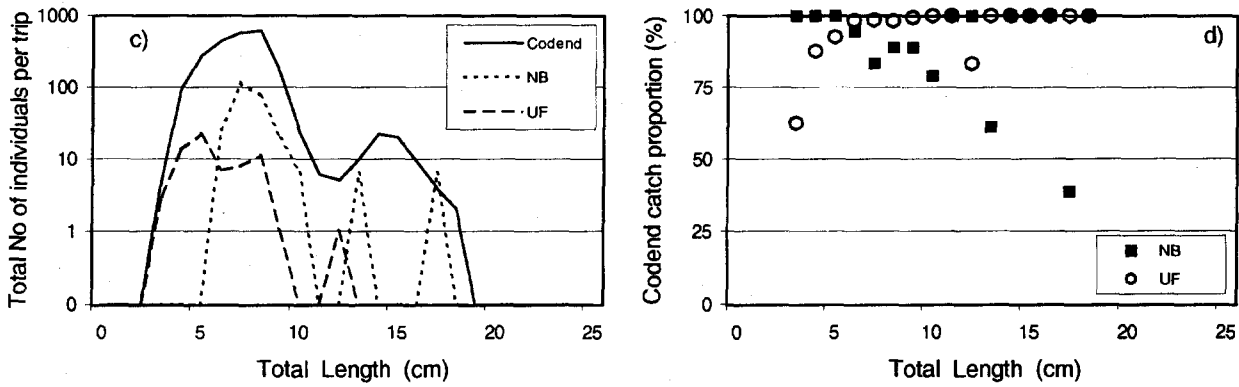 c)
Total No of individuals per trip
1000
100
10
1
0
Codend
NB
UF
0 5 10 15 20 25
Total Length (cm)
d)
Codend catch proportion (%)
100
75
50
25
0
NB
UF
0 5 10 15 20 25
Total Length (cm)